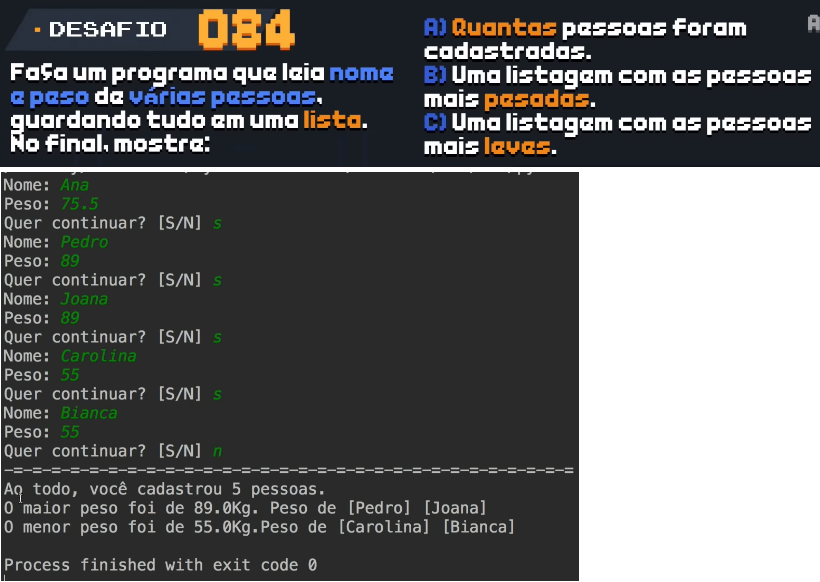 DESAFIO 084
Faça um programa que leia nome
e peso de várias pessoas,
guardando tudo em uma lista.
No final, mostre:
A) Quantas pessoas foram
cadastradas.
B) Uma listagem com as pessoas
mais pesadas.
C) Uma listagem com as pessoas
mais leves.
A
Nome: Ana
Peso: 75.5
Quer continuar? [S/N] s
Nome: Pedro
Peso: 89
Quer continuar? [S/N] s
Nome: Joana
Peso: 89
Quer continuar? [S/N] s
Nome: Carolina
Peso: 55
Quer continuar? [S/N] s
Nome: Bianca
Peso: 55
Quer continuar? [S/N] n
-=-=-=-=-=-=-=-=-=-=-=-=-=-=-=-=-=-=-=-=-=-=-=-=-=-=-=-=-=-=
Ao todo, você cadastrou 5 pessoas.
O maior peso foi de 89.0Kg. Peso de [Pedro] [Joana]
O menor peso foi de 55.0Kg.Peso de [Carolina] [Bianca]
Process finished with exit code 0